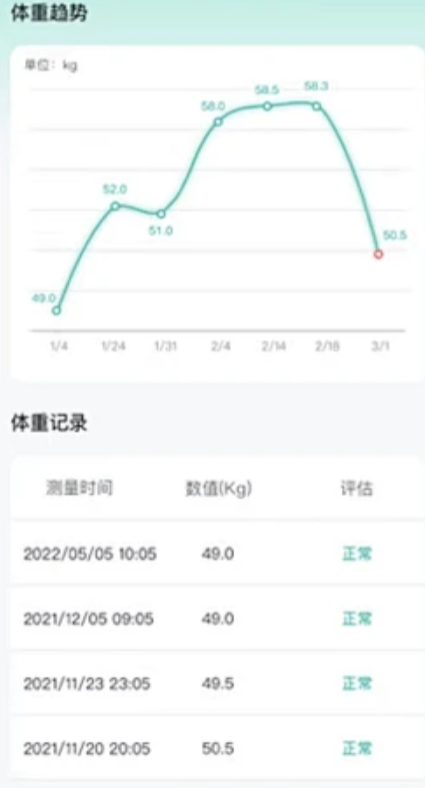 体重趋势
单位：kg
58.0 58.5 58.3
52.0
51.0
50.5
49.0
1/4 1/24 1/31 2/4 2/14 2/18 3/1
体重记录
测量时间 数值(Kg) 评估
2022/05/05 10:05 49.0 正常
2021/12/05 09:05 49.0 正常
2021/11/23 23:05 49.5 正常
2021/11/20 20:05 50.5 正常